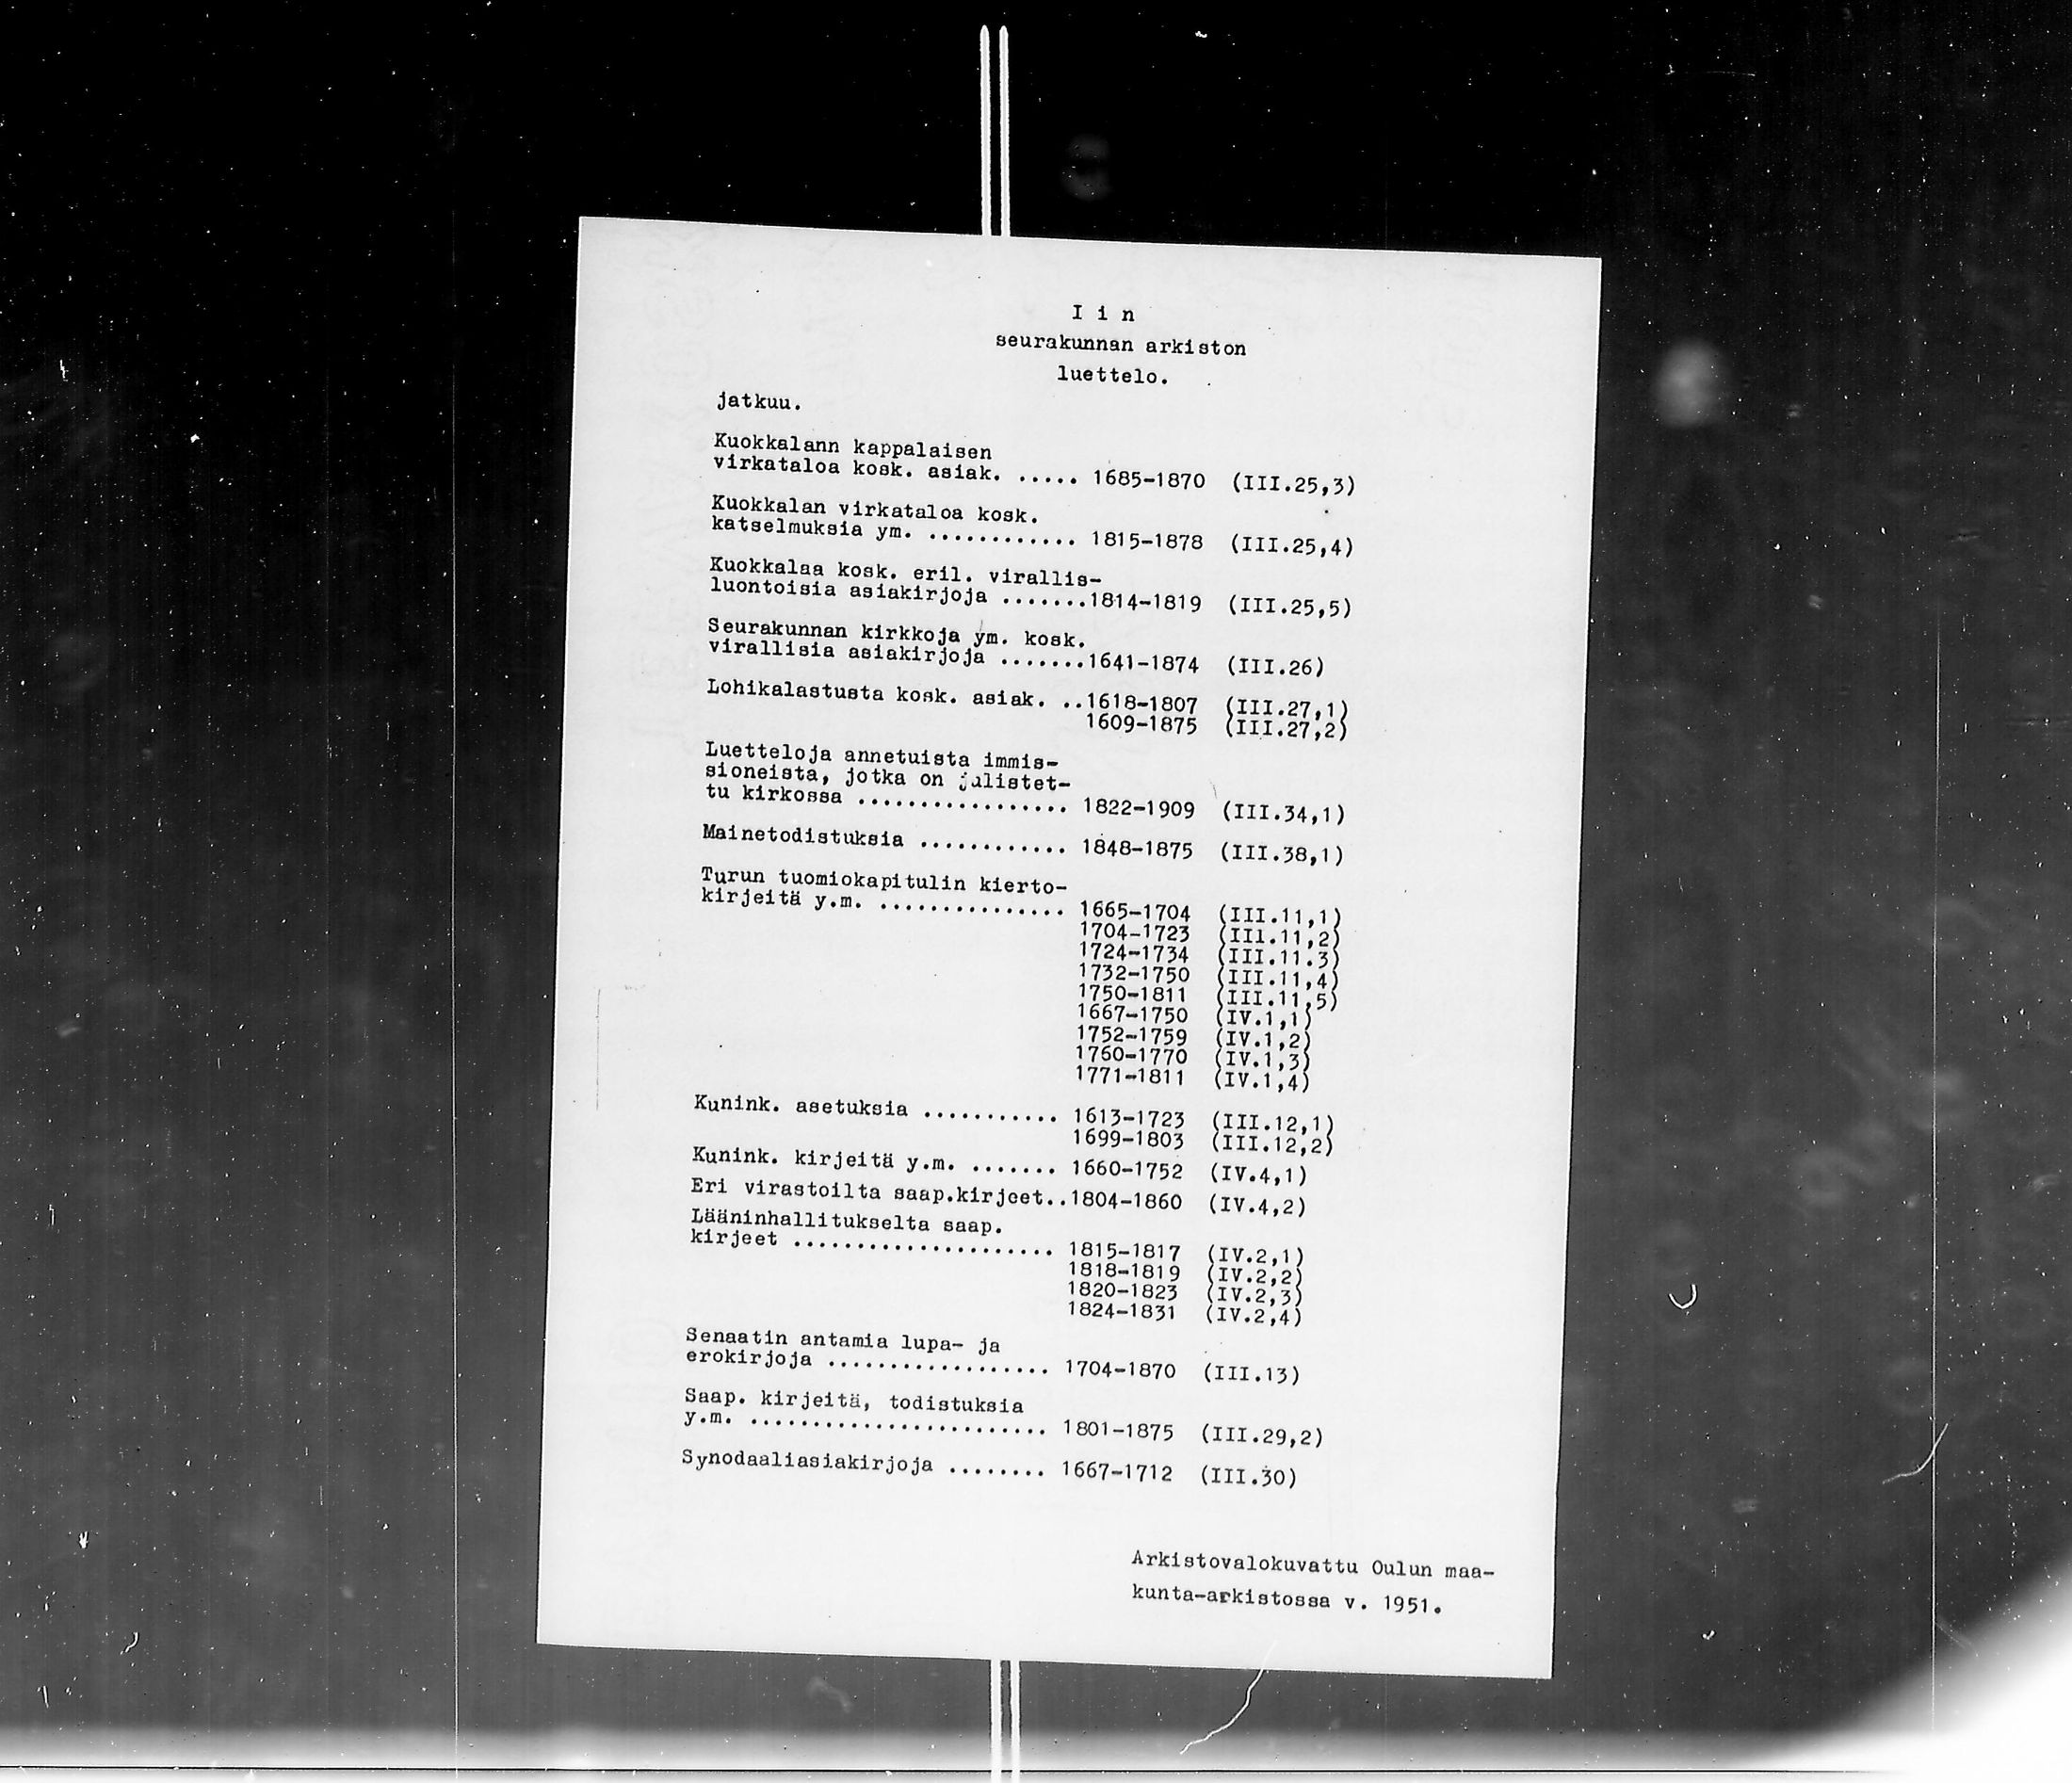 I i n
seurakunnan arkiston
luettelo.
jatkuu.
Kuokkalann kappalaisen
virkataloa kosk. asiak. ..... 1685-1870 (III.25,3)
Kuokkalan virkataloa kosk.
katselmuksia ym. ............ 1815-1878 (III.25,4)
Kuokkalaa kosk. eril. virallis-
luontoisia asiakirjoja .......1814-1819 (III.25,5)
Seurakunnan kirkkoja ym. kosk.
virallisia asiakirjoja .......1641-1874 (III.26)
Lohikalastusta kosk. asiak. ..1618-1807 (III.27,1)
1609-1875 (III.27,2)
Luetteloja annetuista immis-
sioneista, jotka on julistet-
tu kirkossa ................. 1822-1909 (III.34,1)
Mainetodistuksia ............ 1848-1875 (III.38,1)
Turun tuomiokapitulin kierto-
kirjeitä y.m. ............... 1665-1704 (III.11,1)
1704-1723 (IIl.11,2)
1724-1734 (III.11.3)
1732-1750 (III.11,4)
1750-1811 (III.11,5)
1667-1750 (IV.1,1)
1752-1759 (IV.1,2)
1760-1770 (IV.1,3)
1771-1811 (IV.1,4)
Kunink. asetuksia ........... 1613-1723 (III.12,1)
1699-1803 (III.12,2)
Kunink. kirjeitä y.m. ....... 1660-1752 (IV.4,1)
Eri virastoilta saap.kirjeet..1804-1860 (IV.4,2)
Lääninhallitukselta saap.
kirjeet ..................... 1815-1817 (IV.2,1)
1818-1819 (IV.2,2)
1820-1823 (IV.2,3)
1824-1831 (IV.2,4)
Senaatin antamia lupa- ja
erokirjoja .................. 1704-1870 (III.13)
Saap. kirjeitä, todistuksia
y.m. ........................ 1801-1875 (III.29,2)
Synodaaliasiakirjoja ........ 1667-1712 (III.30)
Arkistovalokuvattu Oulun maa-
kunta-arkistossa v. 1951.